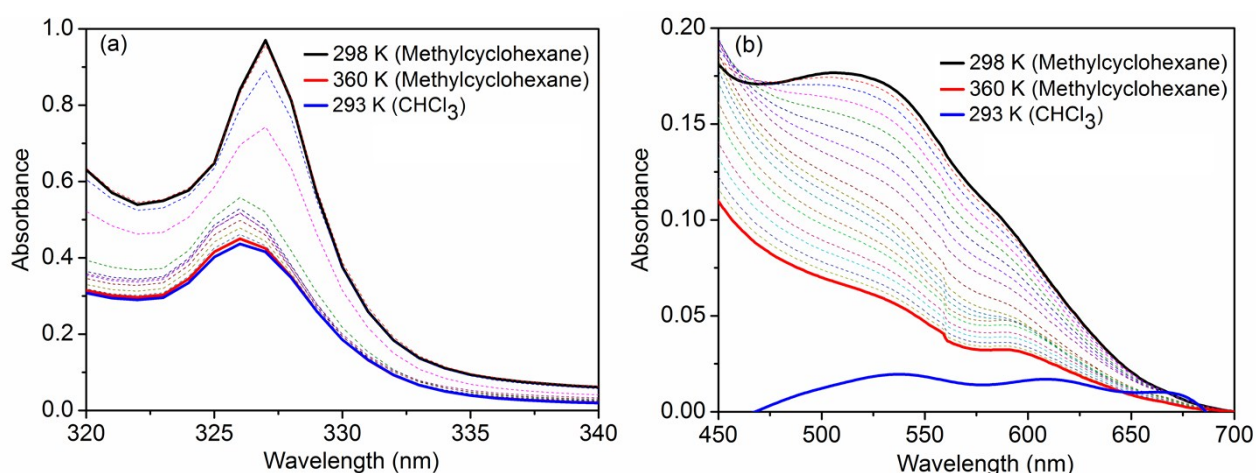 (a)
298 K (Methylcyclohexane)
360 K (Methylcyclohexane)
293 K (CHCl3)
1.0
0.8
0.6
0.4
0.2
0.0
Absorbance
320 325 330 335 340
Wavelength (nm)
(b)
298 K (Methylcyclohexane)
360 K (Methylcyclohexane)
293 K (CHCl3)
0.20
0.15
0.10
0.05
0.00
Absorbance
450 500 550 600 650 700
Wavelength (nm)